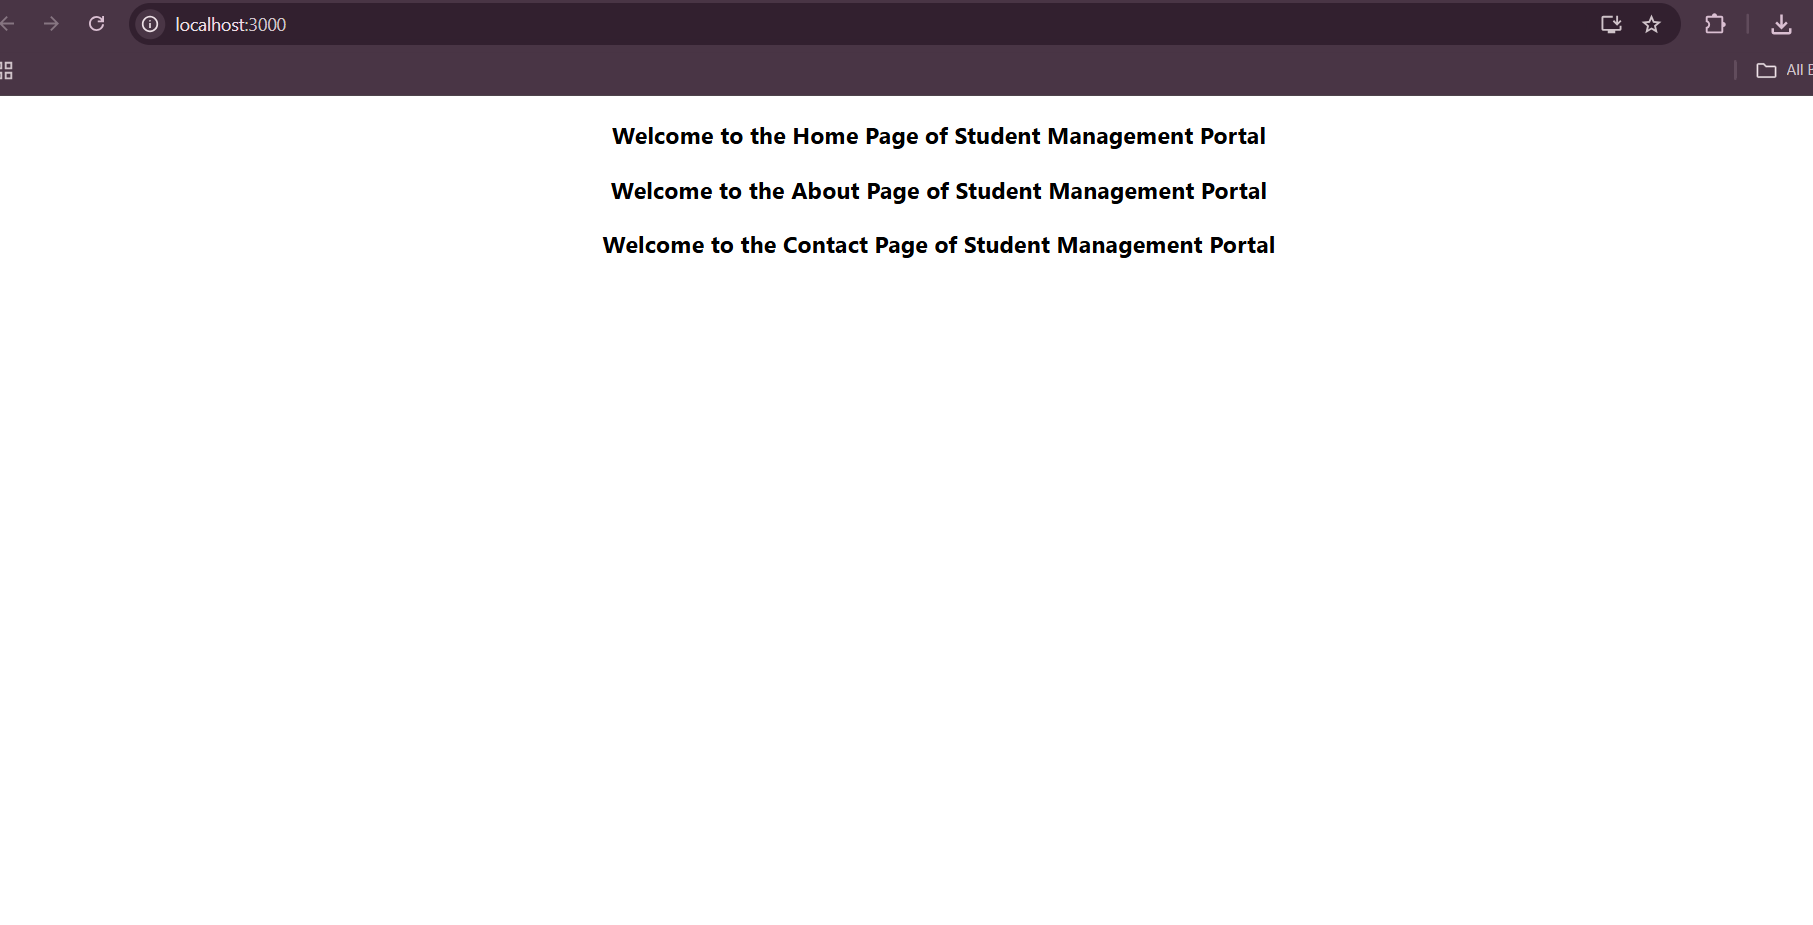 localhost:3000
All
Welcome to the Home Page of Student Management Portal
Welcome to the About Page of Student Management Portal
Welcome to the Contact Page of Student Management Portal